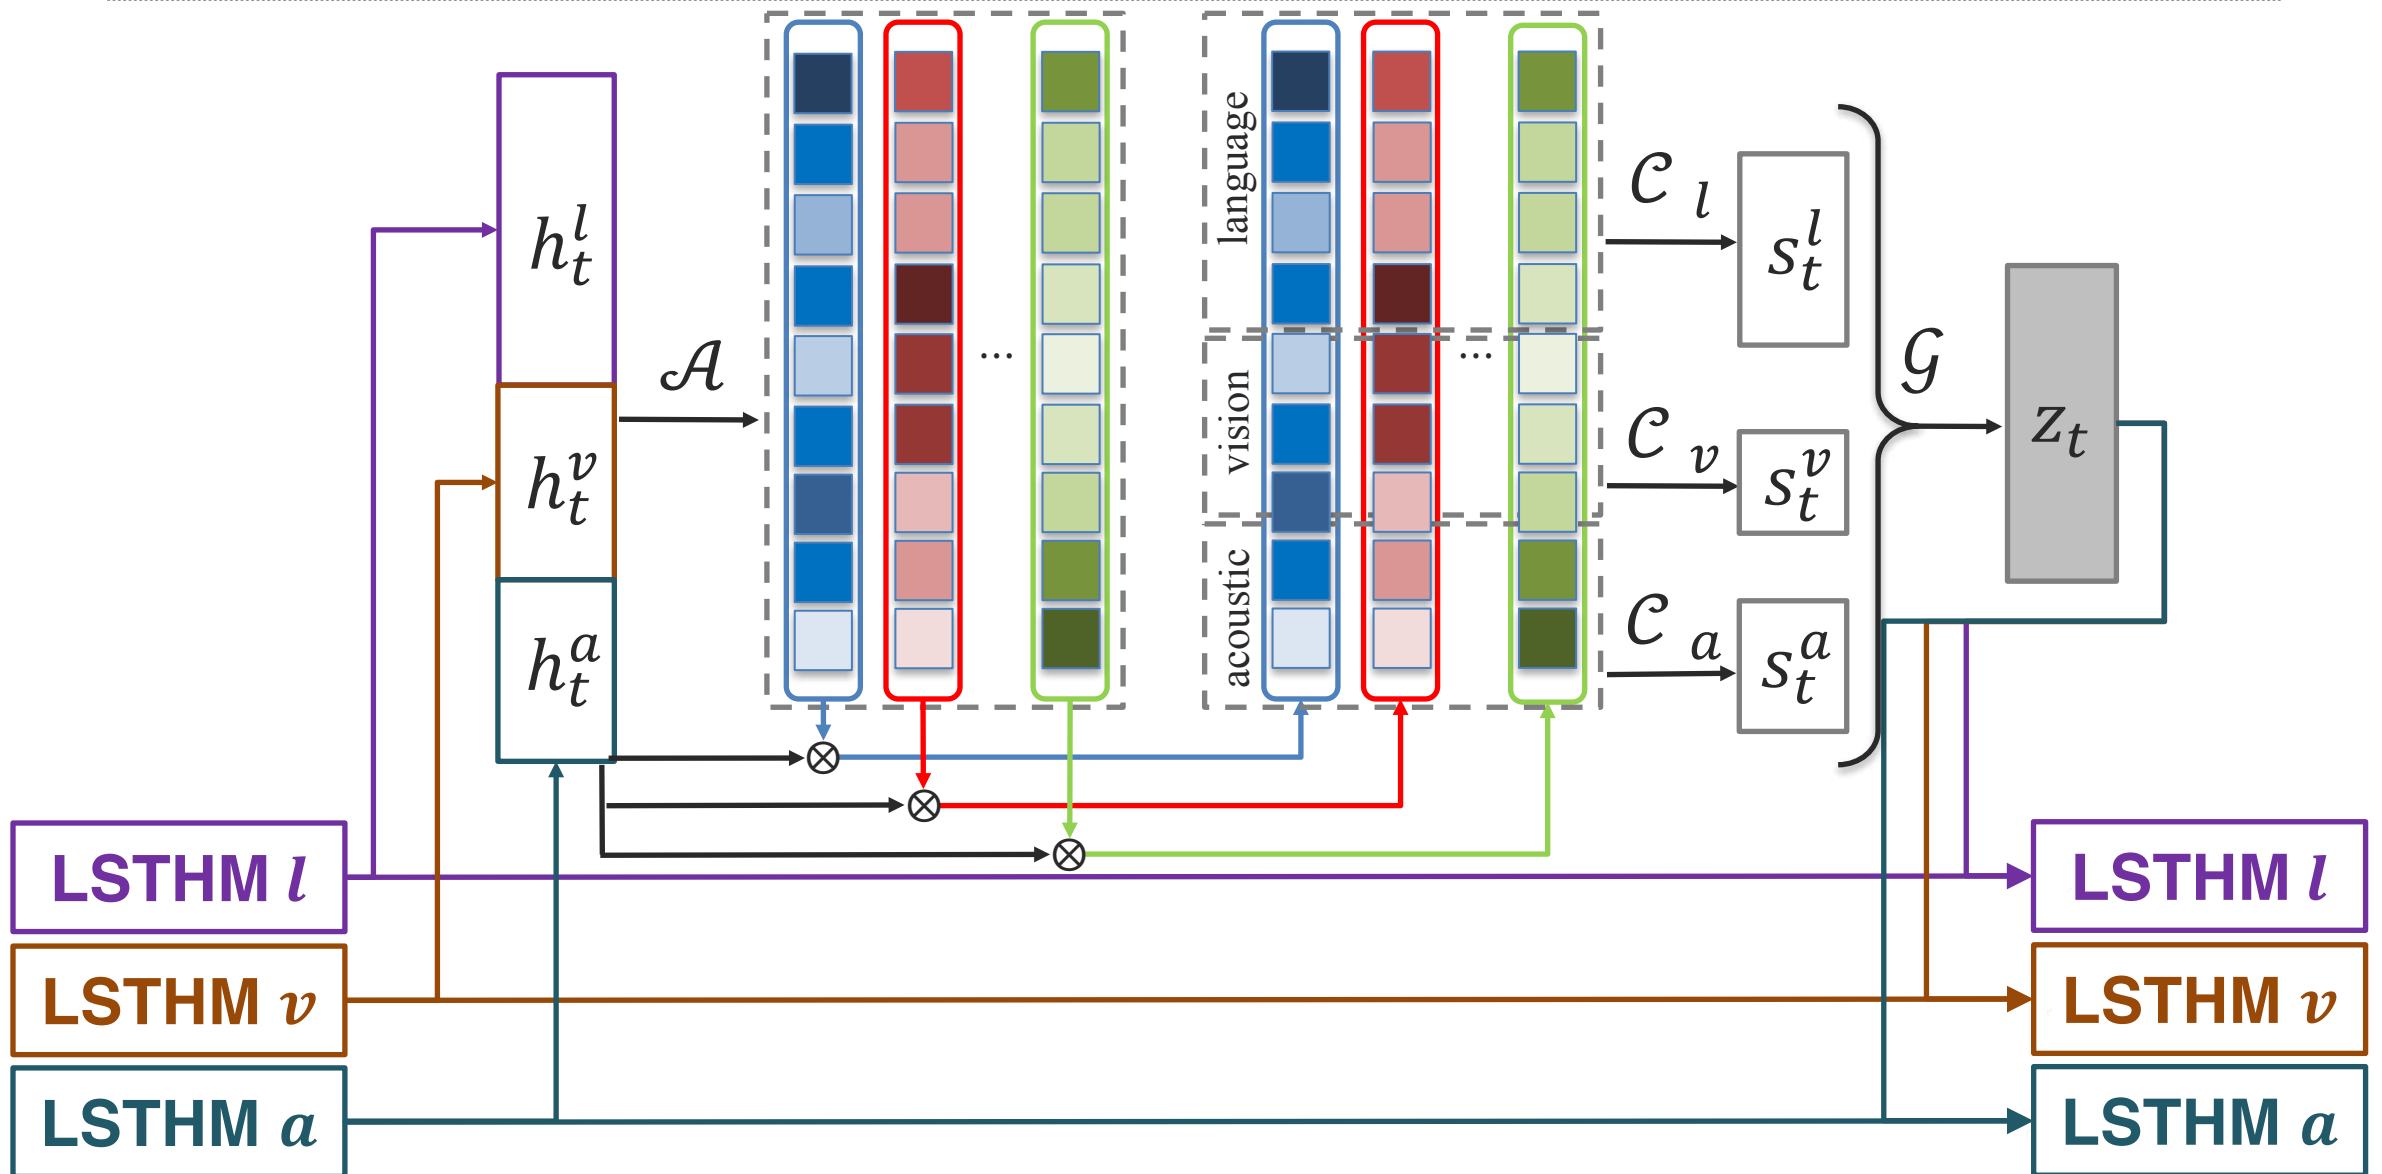 h_t^l
h_t^v
h_t^a
𝒜
...
language
vision
acoustic
...
𝒞 l
𝒞 v
𝒞 a
s_t^l
s_t^v
s_t^a
𝒢
z_t
LSTHM l
LSTHM v
LSTHM a
LSTHM l
LSTHM v
LSTHM a